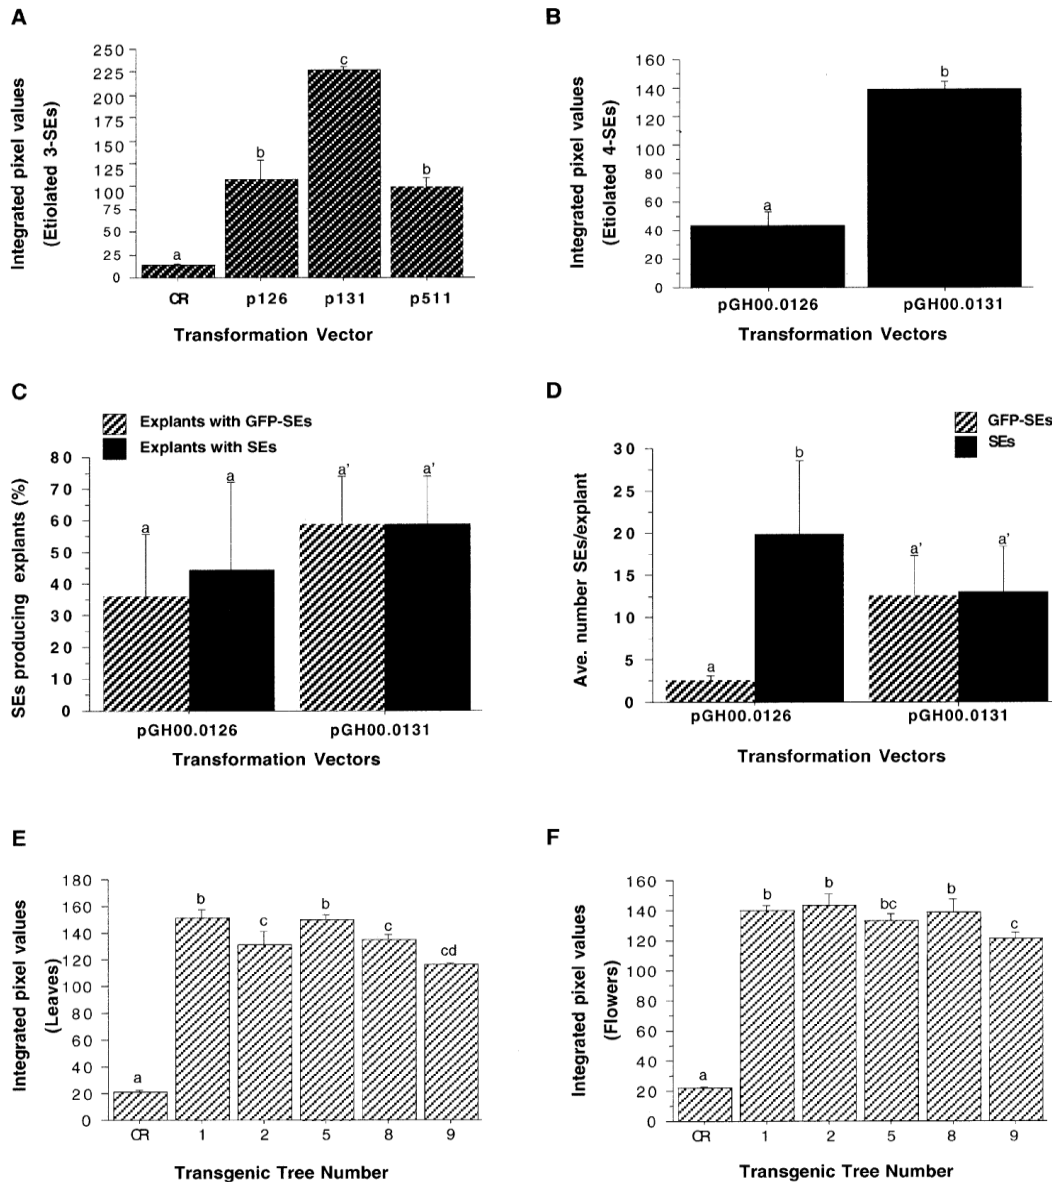 A
Integrated pixel values
(Etiolated 3-SEs)
250
225
200
175
150
125
100
75
50
25
0
a
b
c
b
CR p126 p131 p511
Transformation Vector
B
Integrated pixel values
(Etiolated 4-SEs)
160
140
120
100
80
60
40
20
0
a
b
pGH00.0126 pGH00.0131
Transformation Vectors
C
Explants with GFP-SEs
Explants with SEs
SEs producing explants (%)
80
70
60
50
40
30
20
10
0
a
a
a'
a'
pGH00.0126 pGH00.0131
Transformation Vectors
D
GFP-SEs
SEs
Ave. number SEs/explant
30
25
20
15
10
5
0
a
b
a'
a'
pGH00.0126 pGH00.0131
Transformation Vectors
E
Integrated pixel values
(Leaves)
180
160
140
120
100
80
60
40
20
0
a
b
c
b
c
cd
CR 1 2 5 8 9
Transgenic Tree Number
F
Integrated pixel values
(Flowers)
160
140
120
100
80
60
40
20
0
a
b
b
bc
b
c
CR 1 2 5 8 9
Transgenic Tree Number